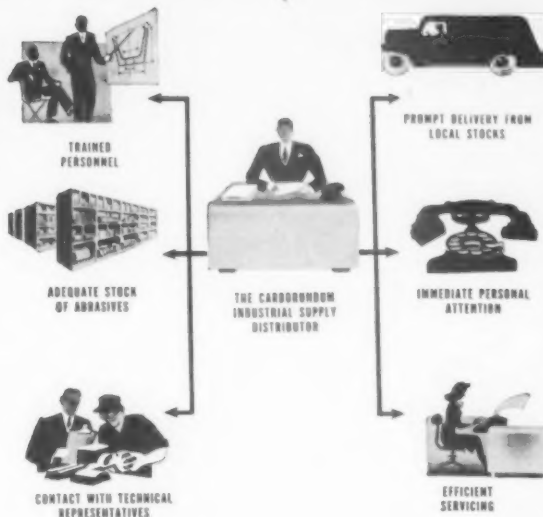 TRAINED
PERSONNEL
PROMPT DELIVERY FROM
LOCAL STOCKS
ADEQUATE STOCK
OF ABRASIVES
THE CARBORUNDUM
INDUSTRIAL SUPPLY
DISTRIBUTOR
IMMEDIATE PERSONAL
ATTENTION
CONTACT WITH TECHNICAL
REPRESENTATIVES
EFFICIENT
SERVICING